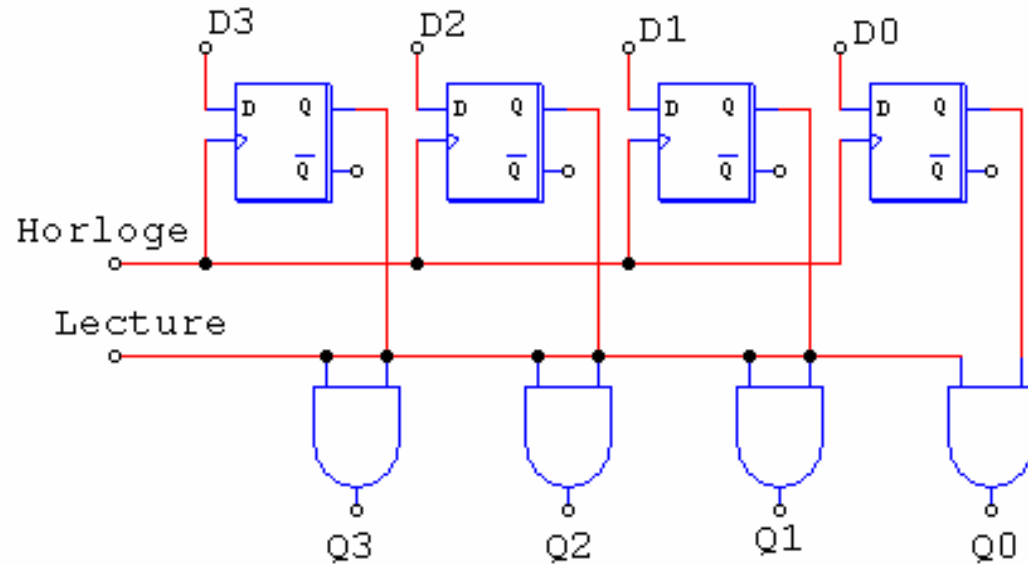 D3 D2 D1 D0
D Q D Q D Q D Q
Q̅ Q̅ Q̅ Q̅
Horloge
Lecture
Q3 Q2 Q1 Q0